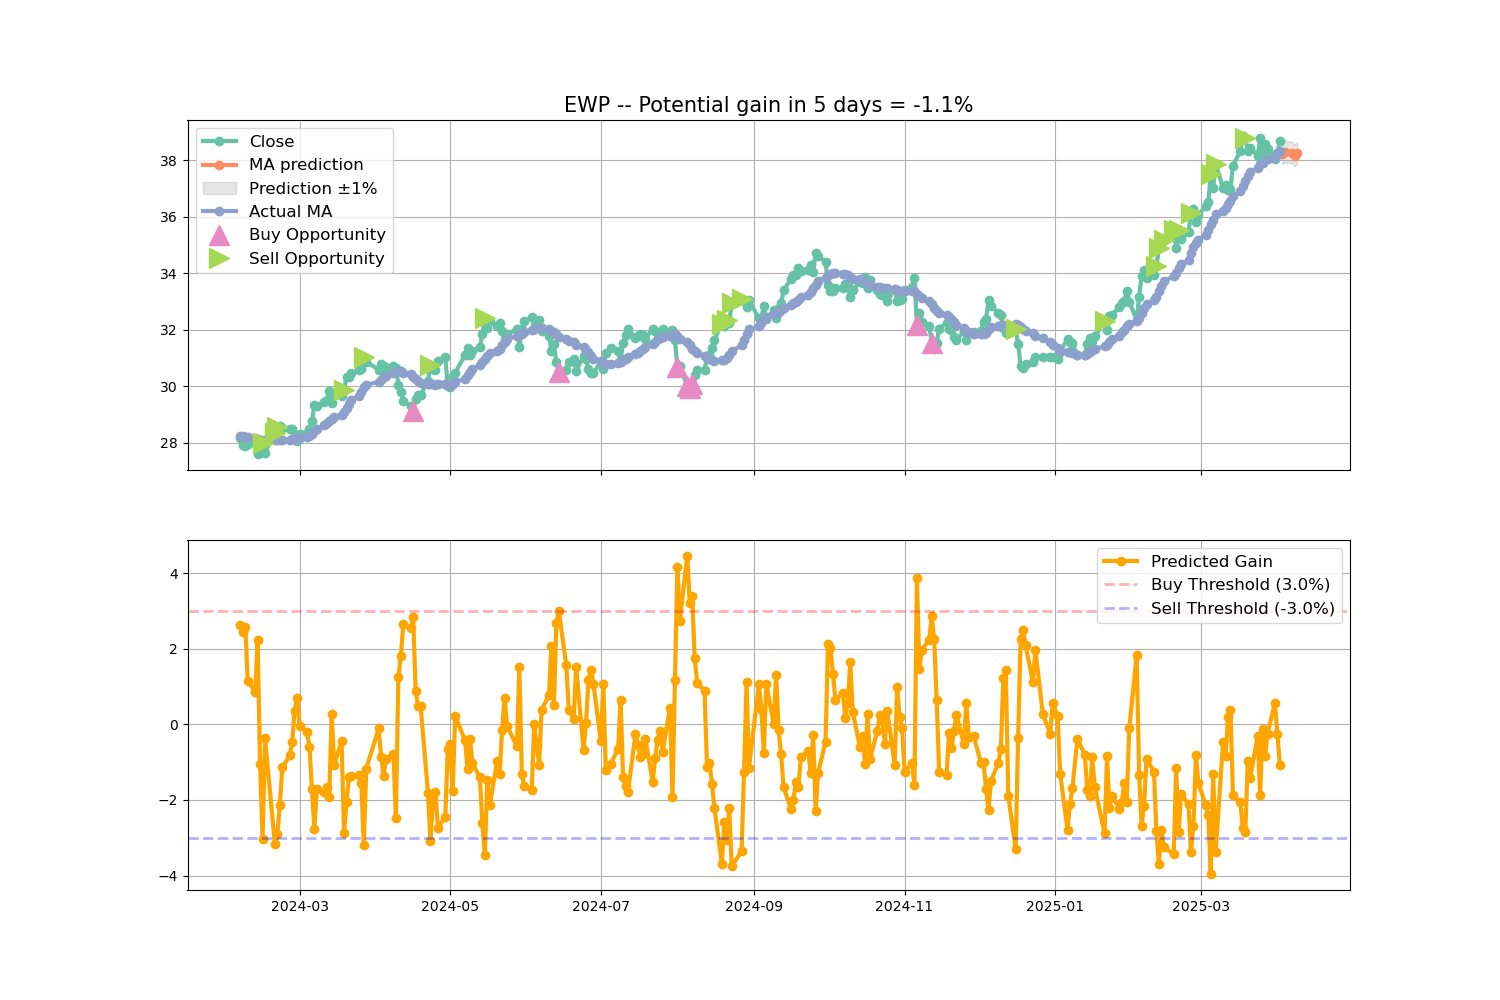 EWP -- Potential gain in 5 days = -1.1%
Close
MA prediction
Prediction ±1%
Actual MA
Buy Opportunity
Sell Opportunity
38
36
34
32
30
28
Predicted Gain
Buy Threshold (3.0%)
Sell Threshold (-3.0%)
4
2
0
−2
−4
2024-03
2024-05
2024-07
2024-09
2024-11
2025-01
2025-03